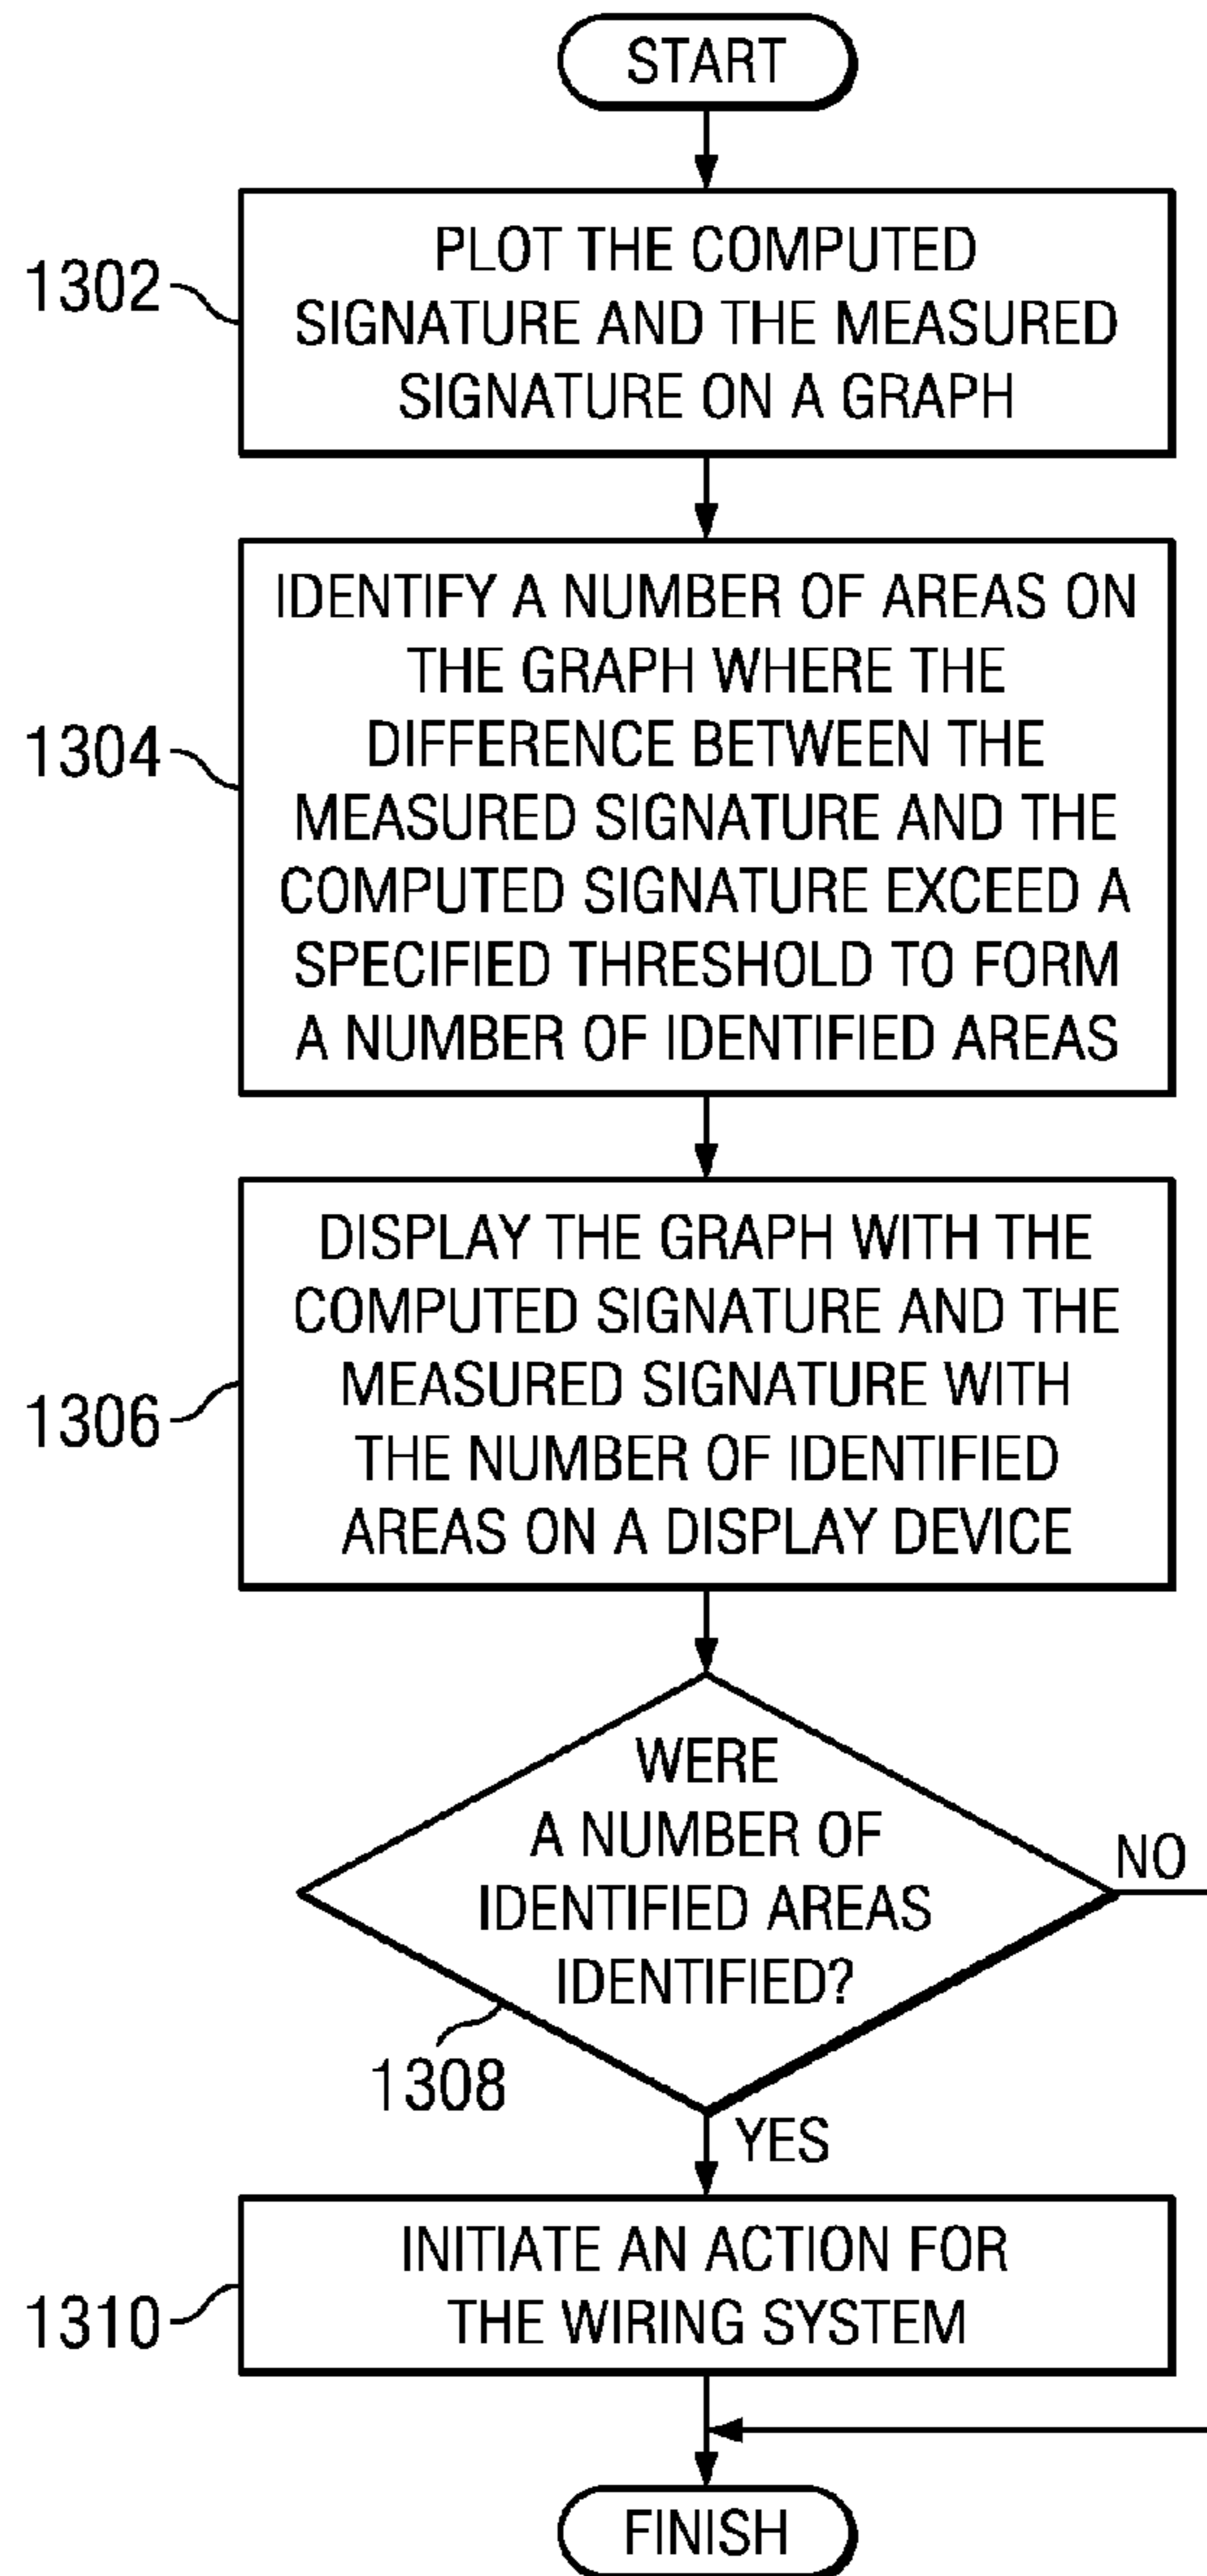 START
1302
PLOT THE COMPUTED
SIGNATURE AND THE MEASURED
SIGNATURE ON A GRAPH
1304
IDENTIFY A NUMBER OF AREAS ON
THE GRAPH WHERE THE
DIFFERENCE BETWEEN THE
MEASURED SIGNATURE AND THE
COMPUTED SIGNATURE EXCEED A
SPECIFIED THRESHOLD TO FORM
A NUMBER OF IDENTIFIED AREAS
1306
DISPLAY THE GRAPH WITH THE
COMPUTED SIGNATURE AND THE
MEASURED SIGNATURE WITH
THE NUMBER OF IDENTIFIED
AREAS ON A DISPLAY DEVICE
WERE
A NUMBER OF
IDENTIFIED AREAS
IDENTIFIED?
NO
1308
YES
1310
INITIATE AN ACTION FOR
THE WIRING SYSTEM
FINISH